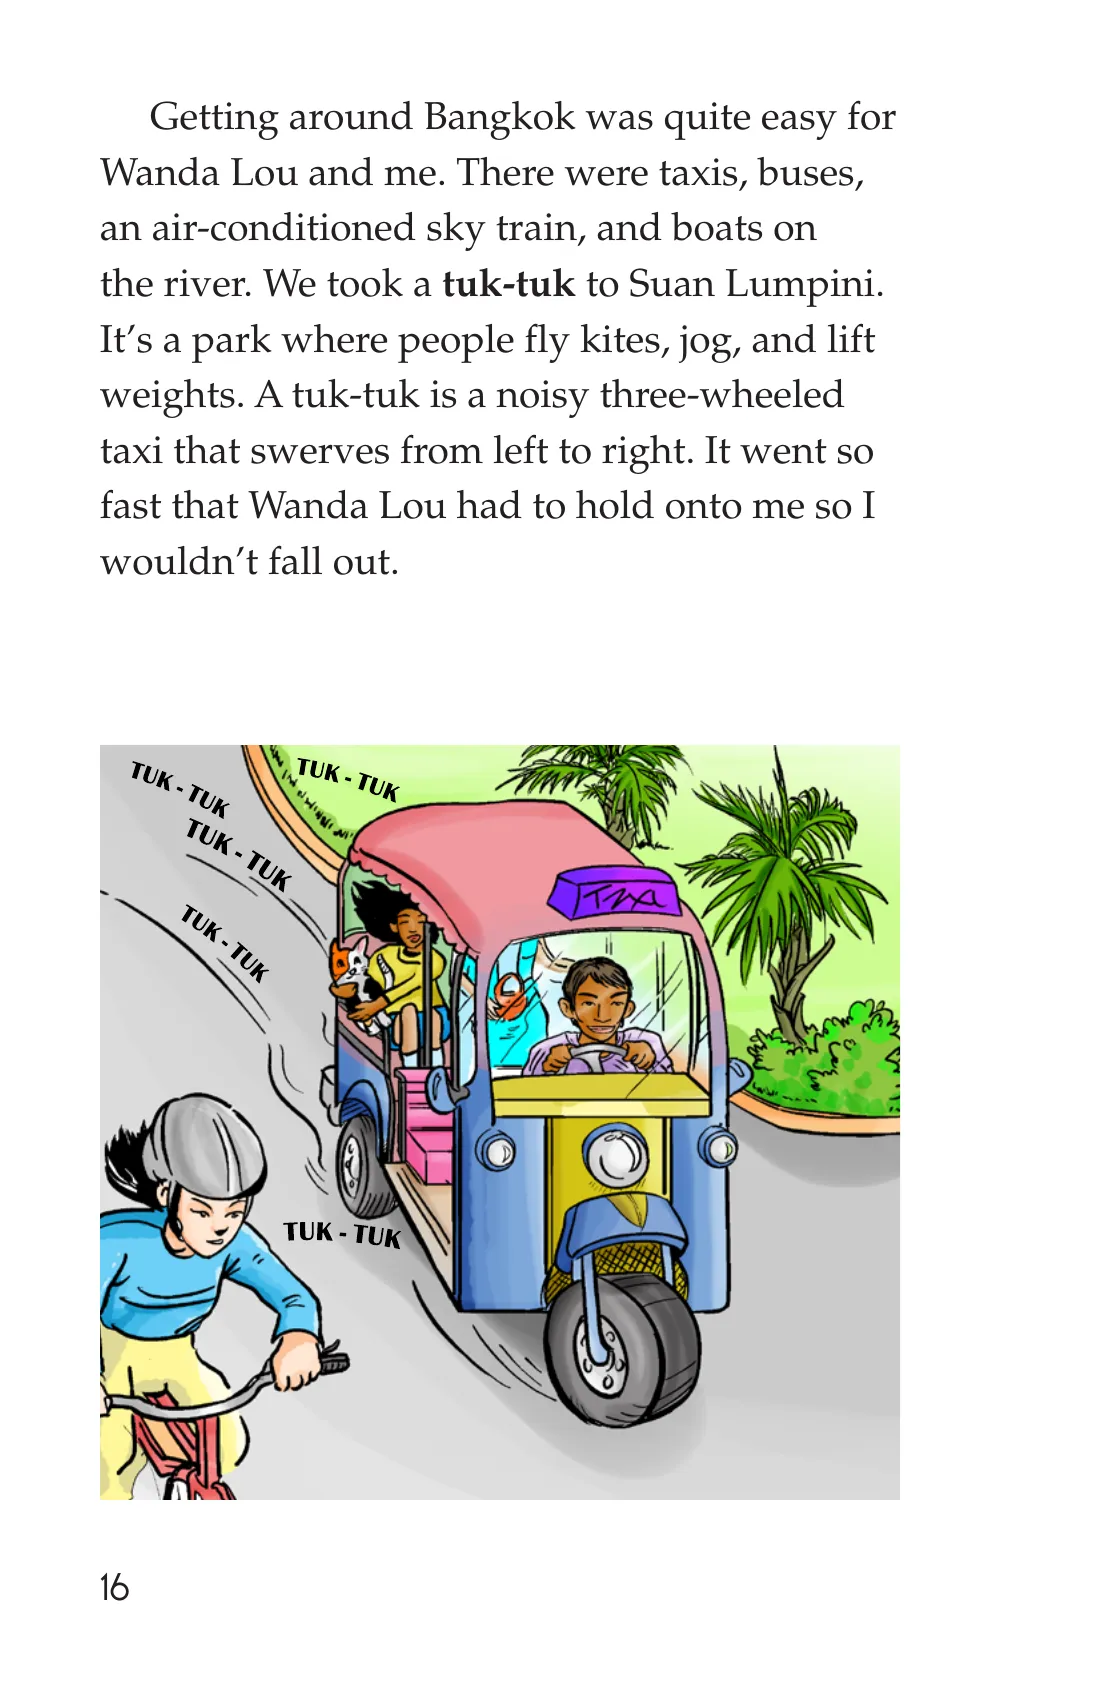 Getting around Bangkok was quite easy for
Wanda Lou and me. There were taxis, buses,
an air-conditioned sky train, and boats on
the river. We took a tuk-tuk to Suan Lumpini.
It’s a park where people fly kites, jog, and lift
weights. A tuk-tuk is a noisy three-wheeled
taxi that swerves from left to right. It went so
fast that Wanda Lou had to hold onto me so I
wouldn’t fall out.
TUK - TUK
TUK - TUK
TUK - TUK
TUK - TUK
Taxi
TUK - TUK
16